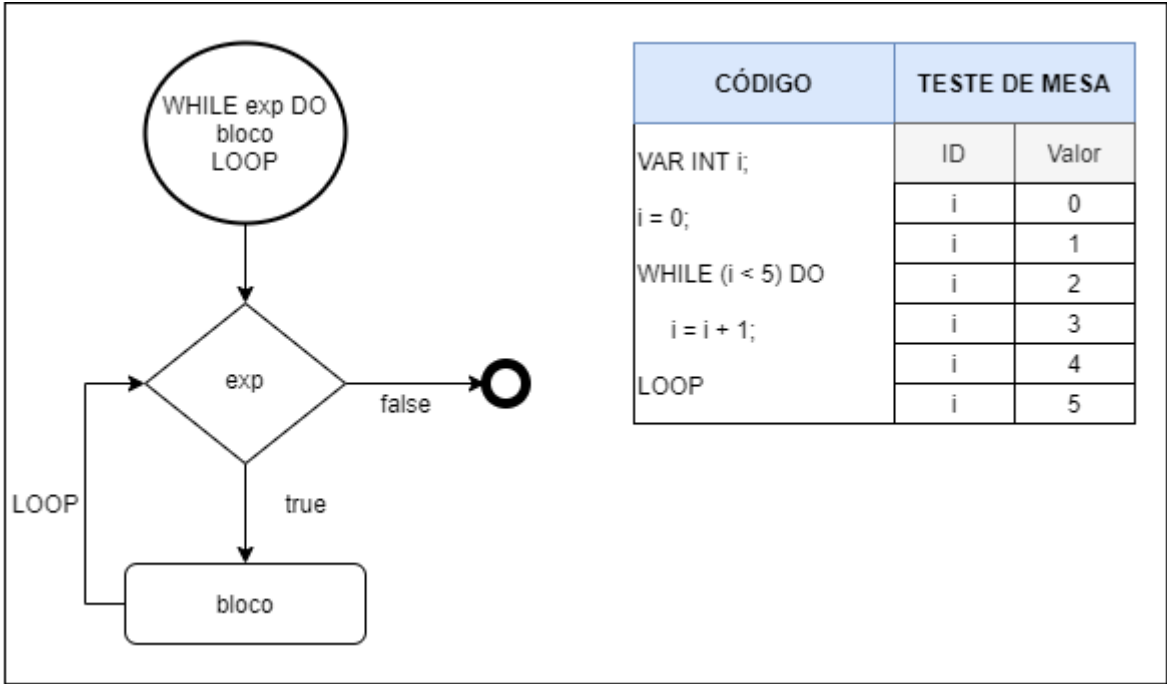 WHILE exp DO
bloco
LOOP
exp
false
true
LOOP
bloco
CÓDIGO
TESTE DE MESA
VAR INT i;
i = 0;
WHILE (i < 5) DO
i = i + 1;
LOOP
ID Valor
i 0
i 1
i 2
i 3
i 4
i 5